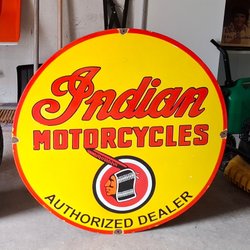 Indian
MOTORCYCLES
AUTHORIZED DEALER